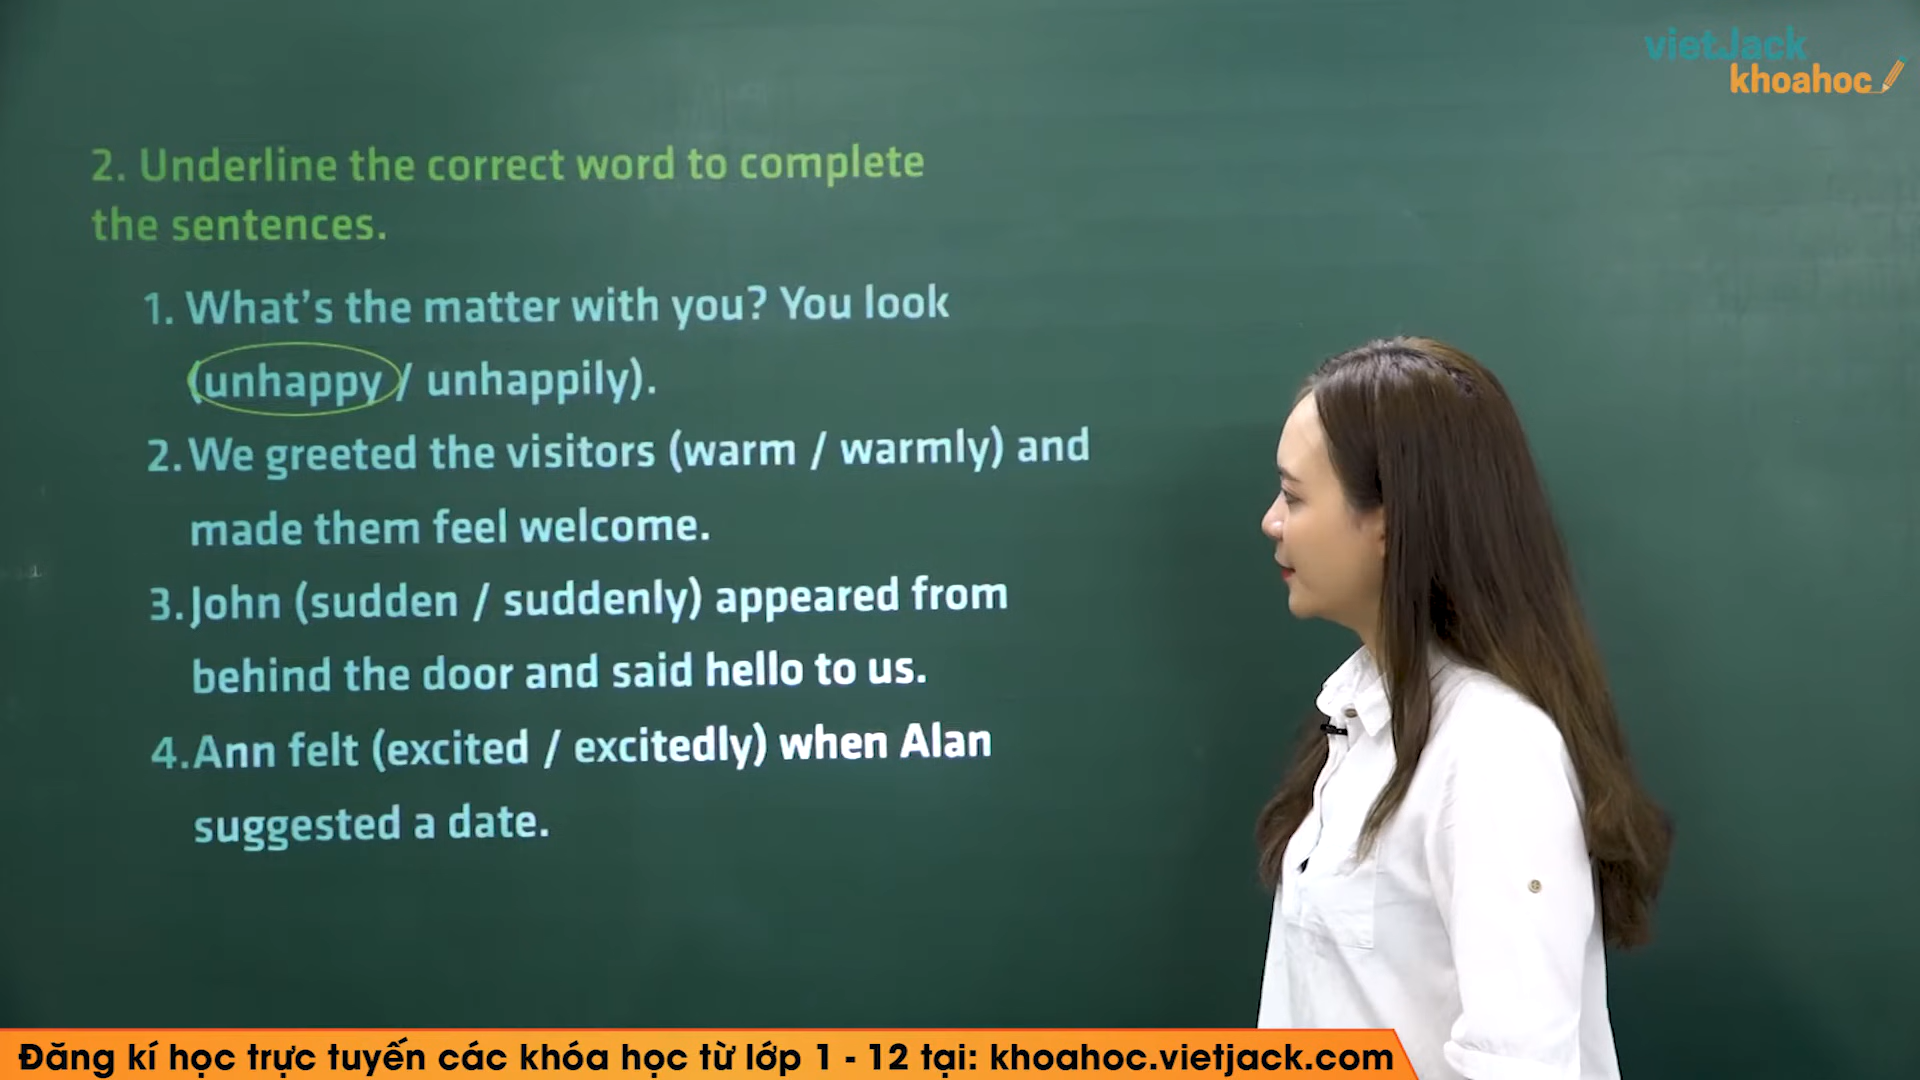 vietJack
khoahoc
2. Underline the correct word to complete
the sentences.
1. What's the matter with you? You look
(unhappy / unhappily).
2. We greeted the visitors (warm / warmly) and
made them feel welcome.
3. John (sudden / suddenly) appeared from
behind the door and said hello to us.
4. Ann felt (excited / excitedly) when Alan
suggested a date.
Đăng kí học trực tuyến các khóa học từ lớp 1 - 12 tại: khoahoc.vietjack.com